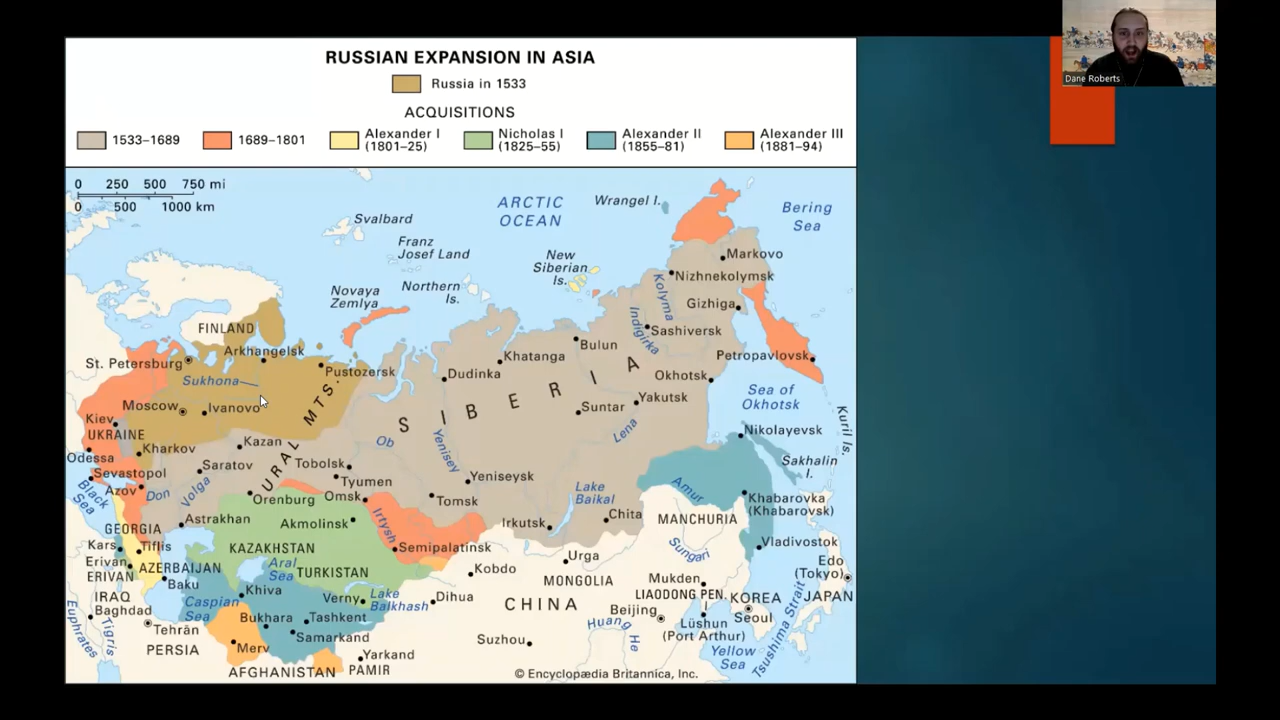 Dane Roberts
RUSSIAN EXPANSION IN ASIA
Russia in 1533
ACQUISITIONS
1533–1689
1689–1801
Alexander I
(1801–25)
Nicholas I
(1825–55)
Alexander II
(1855–81)
Alexander III
(1881–94)
0 250 500 750 mi
0 500 1000 km
ARCTIC
OCEAN
Wrangel I.
Bering
Sea
Svalbard
Franz
Josef Land
New
Siberian
Is.
Markovo
Nizhnekolymsk
Novaya
Zemlya
Northern
Is.
Kolyma
Gizhiga
Indigirka
Sashiversk
FINLAND
Arkhangelsk
St. Petersburg
Pustozersk
Khatanga
Bulun
Petropavlovsk
Sukhona
Dudinka
Okhotsk
SIBERIA
Sea of
Okhotsk
Moscow
Ivanovo
URAL MTS.
Suntar
Yakutsk
Kiev
UKRAINE
Kazan
Ob
Yenisey
Lena
Nikolayevsk
Kuril Is.
Kharkov
Odessa
Saratov
Tobolsk
Sevastopol
Tyumen
Yeniseysk
Sakhalin
I.
Black
Sea
Azov
Don
Volga
Orenburg
Omsk
Tomsk
Lake
Baikal
Amur
Khabarovka
(Khabarovsk)
GEORGIA
Astrakhan
Akmolinsk
Irtysh
Irkutsk
Chita
MANCHURIA
Kars
Tiflis
KAZAKHSTAN
Semipalatinsk
Urga
Sungari
Vladivostok
Erivan
ERIVAN
AZERBAIJAN
Aral
Sea
TURKISTAN
Kobdo
MONGOLIA
Mukden
Edo
(Tokyo)
Baku
Khiva
Verny
Lake
Balkhash
Dihua
CHINA
LIAODONG PEN.
KOREA
JAPAN
IRAQ
Baghdad
Caspian
Sea
Bukhara
Tashkent
Beijing
Lüshun
(Port Arthur)
Seoul
Euphrates
Tigris
Tehrān
Samarkand
Suzhou
Huang He
Tsushima Strait
PERSIA
Merv
Yarkand
Yellow
Sea
AFGHANISTAN
PAMIR
© Encyclopædia Britannica, Inc.